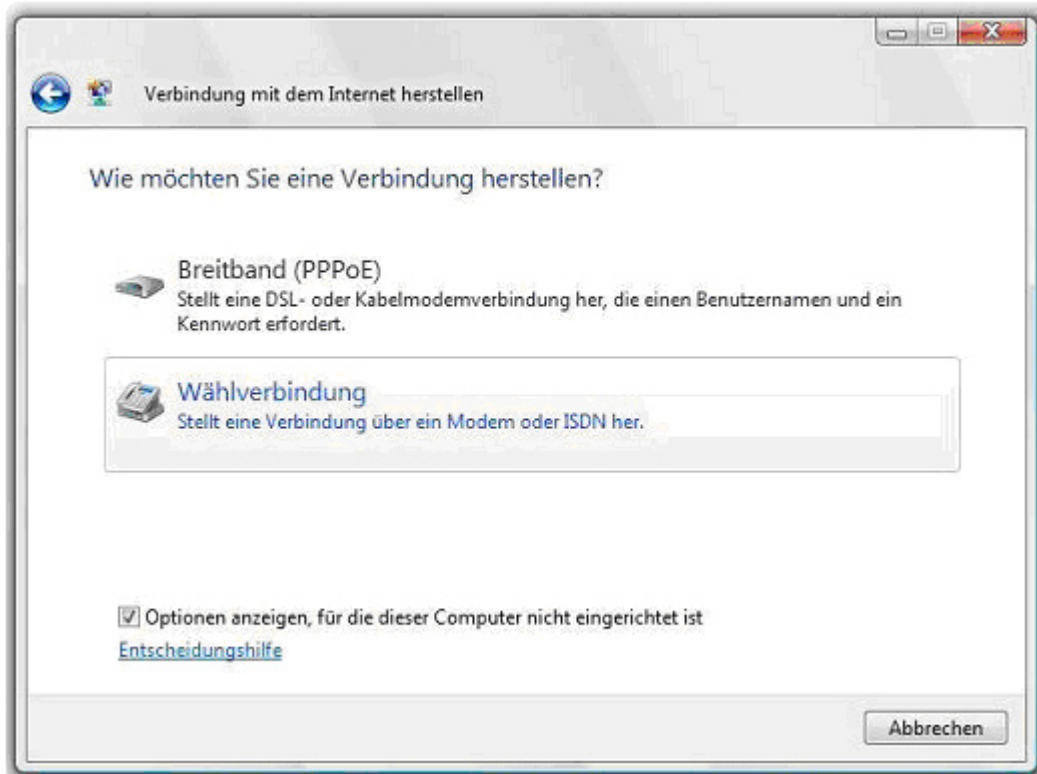 Verbindung mit dem Internet herstellen
Wie möchten Sie eine Verbindung herstellen?
Breitband (PPPoE)
Stellt eine DSL- oder Kabelmodemverbindung her, die einen Benutzernamen und ein
Kennwort erfordert.
Wählverbindung
Stellt eine Verbindung über ein Modem oder ISDN her.
Optionen anzeigen, für die dieser Computer nicht eingerichtet ist
Entscheidungshilfe
Abbrechen